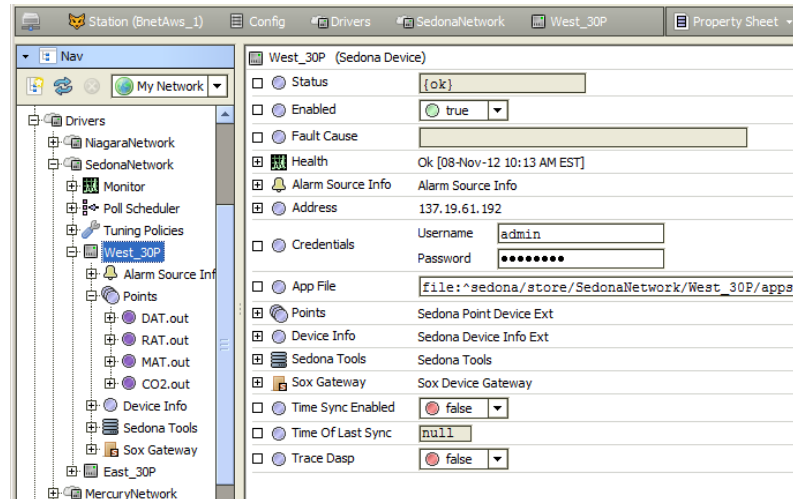 Station (BnetAws_1) Config Drivers SedonaNetwork West_30P Property Sheet
Nav
My Network
Drivers
NiagaraNetwork
SedonaNetwork
Monitor
Poll Scheduler
Tuning Policies
West_30P
Alarm Source Inf
Points
DAT.out
RAT.out
MAT.out
CO2.out
Device Info
Sedona Tools
Sox Gateway
East_30P
MercuryNetwork
West_30P (Sedona Device)
Status {ok}
Enabled true
Fault Cause
Health Ok [08-Nov-12 10:13 AM EST]
Alarm Source Info Alarm Source Info
Address 137.19.61.192
Credentials
Username admin
Password ••••••••
App File file:^sedona/store/SedonaNetwork/West_30P/apps
Points Sedona Point Device Ext
Device Info Sedona Device Info Ext
Sedona Tools Sedona Tools
Sox Gateway Sox Device Gateway
Time Sync Enabled false
Time Of Last Sync null
Trace Dasp false